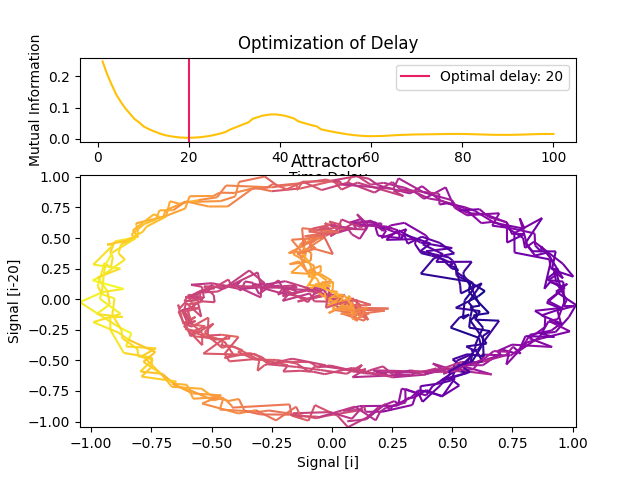 Optimization of Delay
Mutual Information
0.2
0.1
0.0
Optimal delay: 20
0 20 40 60 80 100
Attractor
Signal [i-20]
1.00
0.75
0.50
0.25
0.00
−0.25
−0.50
−0.75
−1.00
−1.00 −0.75 −0.50 −0.25 0.00 0.25 0.50 0.75 1.00
Signal [i]